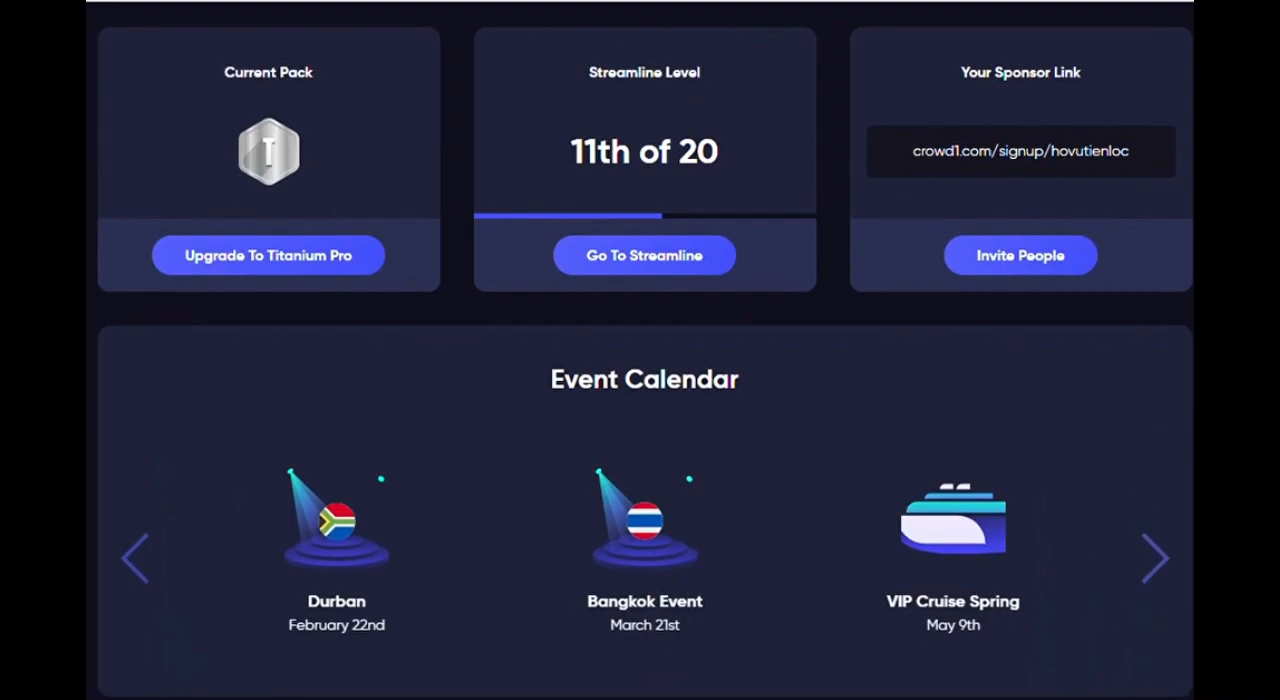 Current Pack
Streamline Level
Your Sponsor Link
T
11th of 20
crowd1.com/signup/hovutienloc
Upgrade To Titanium Pro
Go To Streamline
Invite People
Event Calendar
Durban
Bangkok Event
VIP Cruise Spring
February 22nd
March 21st
May 9th